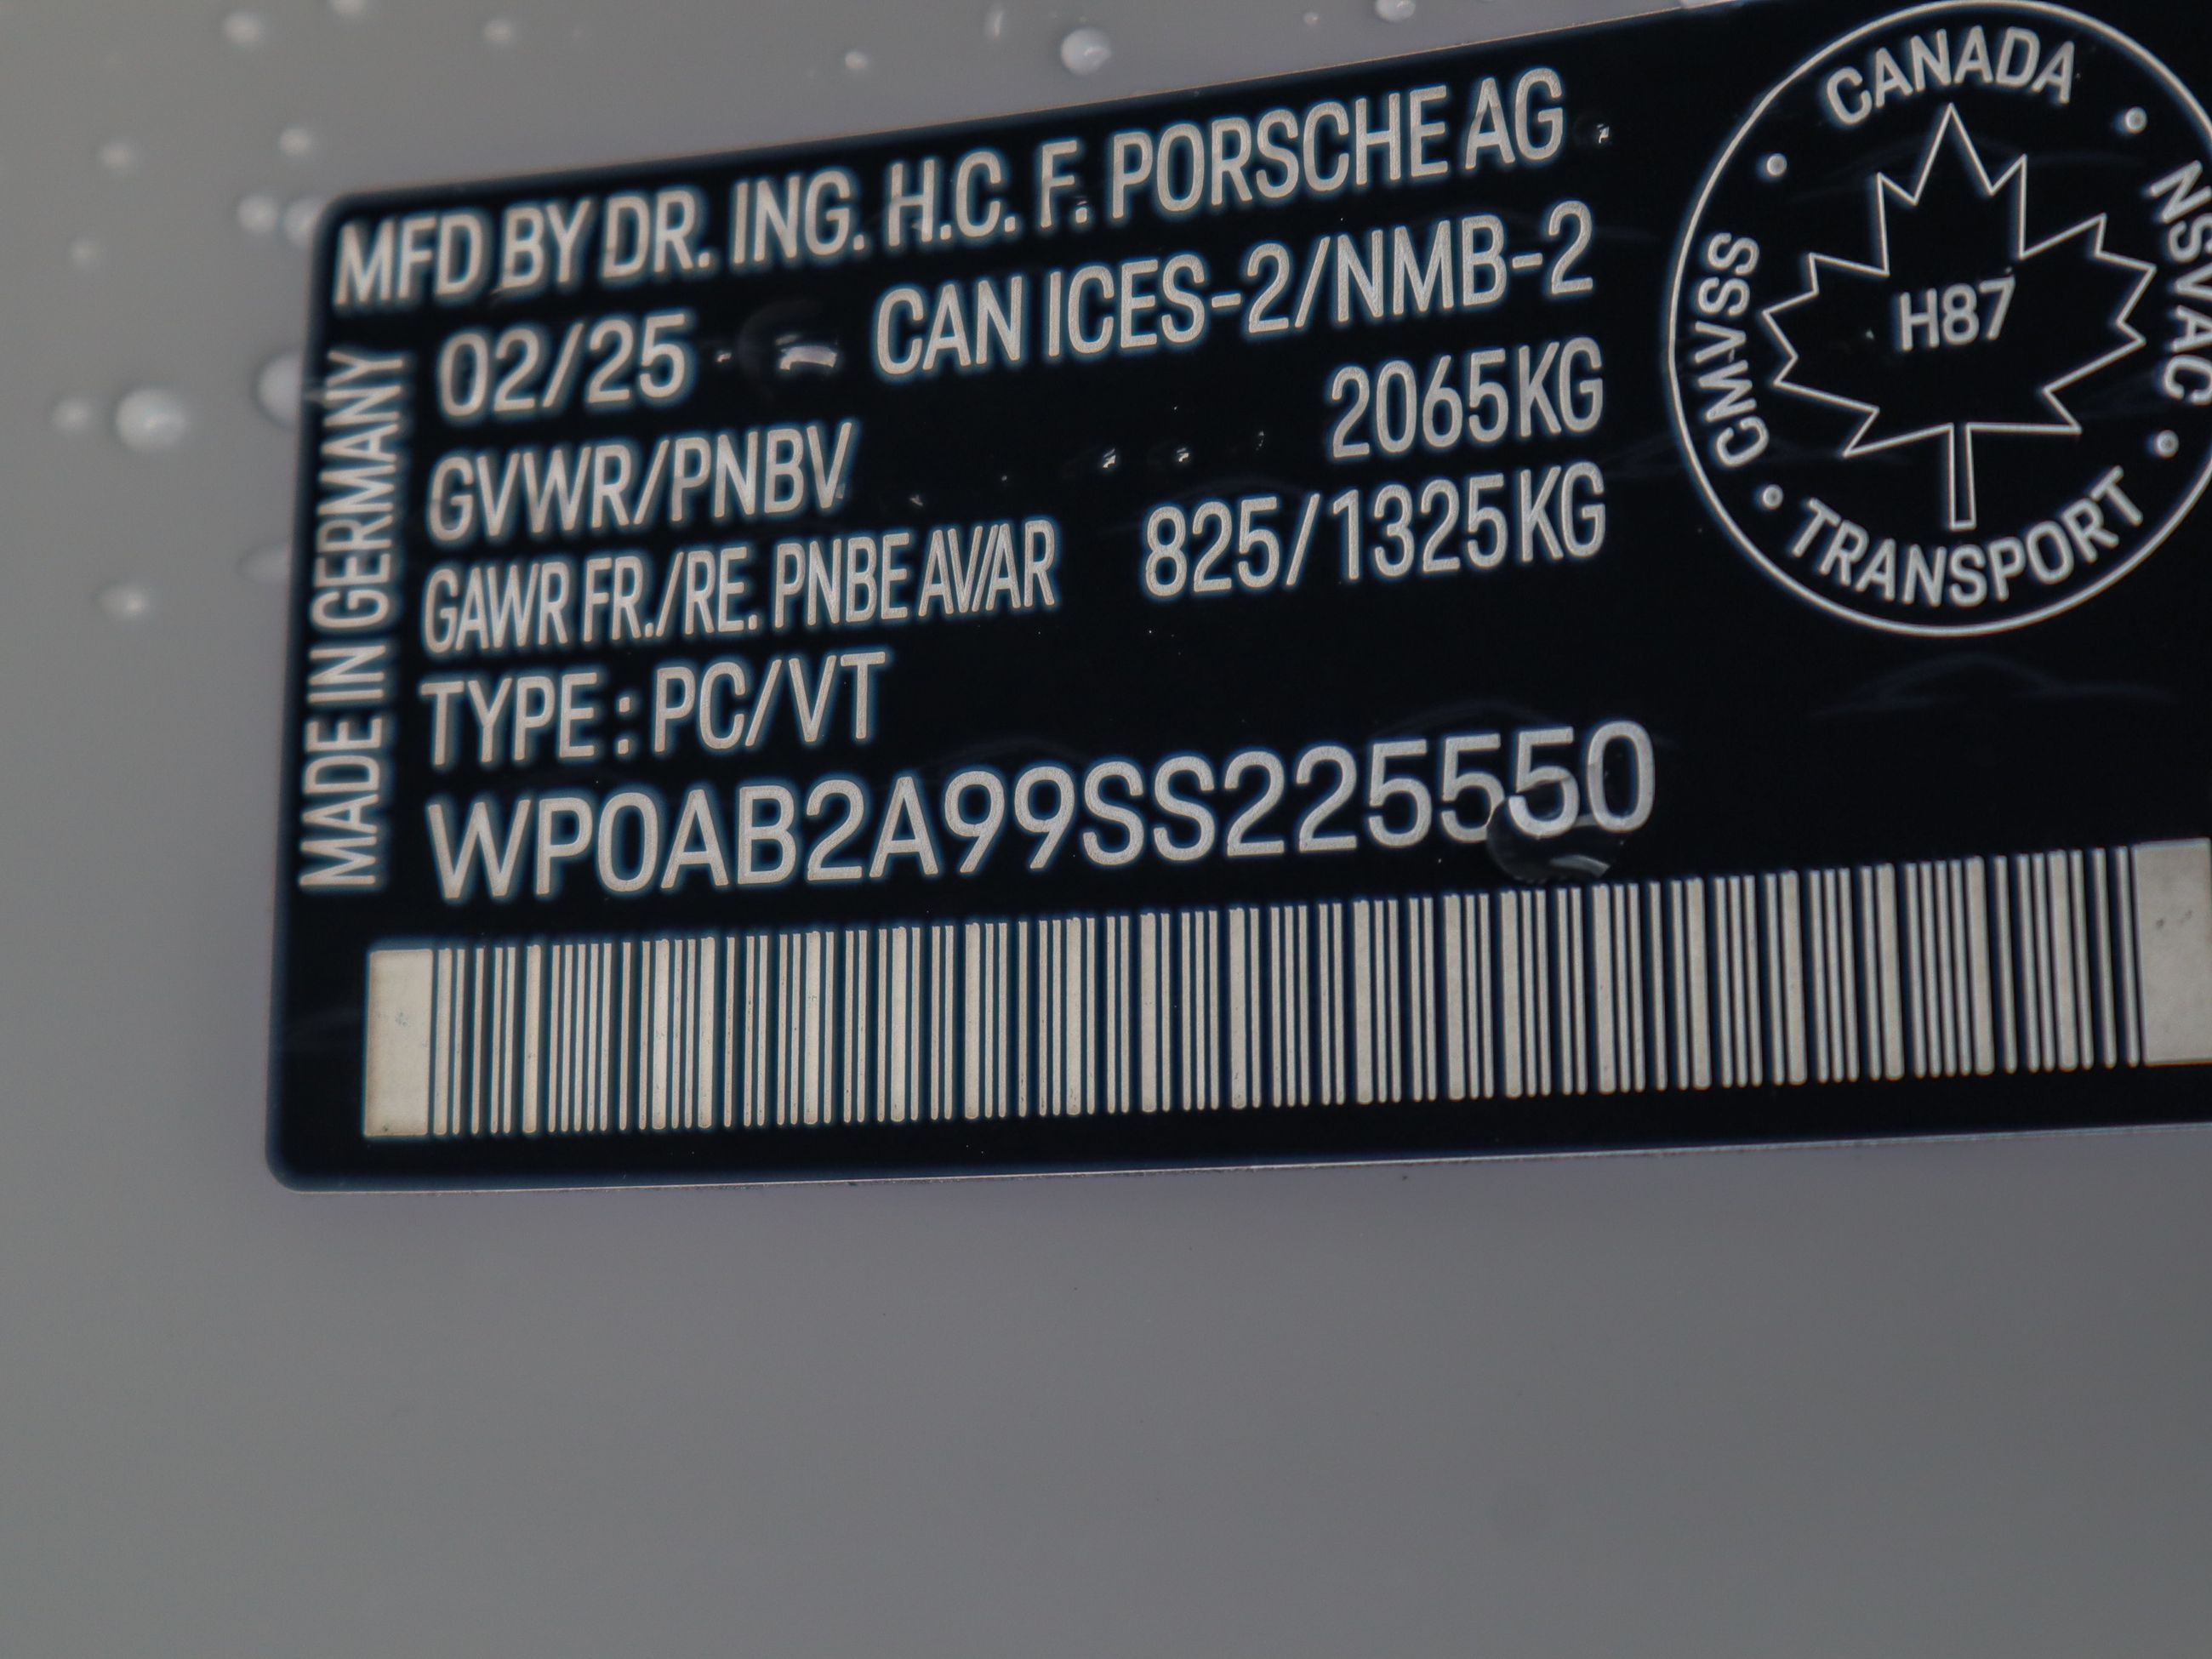 MFD BY DR. ING. H.C. F. PORSCHE AG
02/25 CAN ICES-2/NMB-2
GVWR/PNBV 2065KG
GAWR FR./RE. PNBE AV/AR 825/1325KG
TYPE : PC/VT
WP0AB2A99SS225550
MADE IN GERMANY
CANADA
NSVAC
TRANSPORT
CMVSS
H87